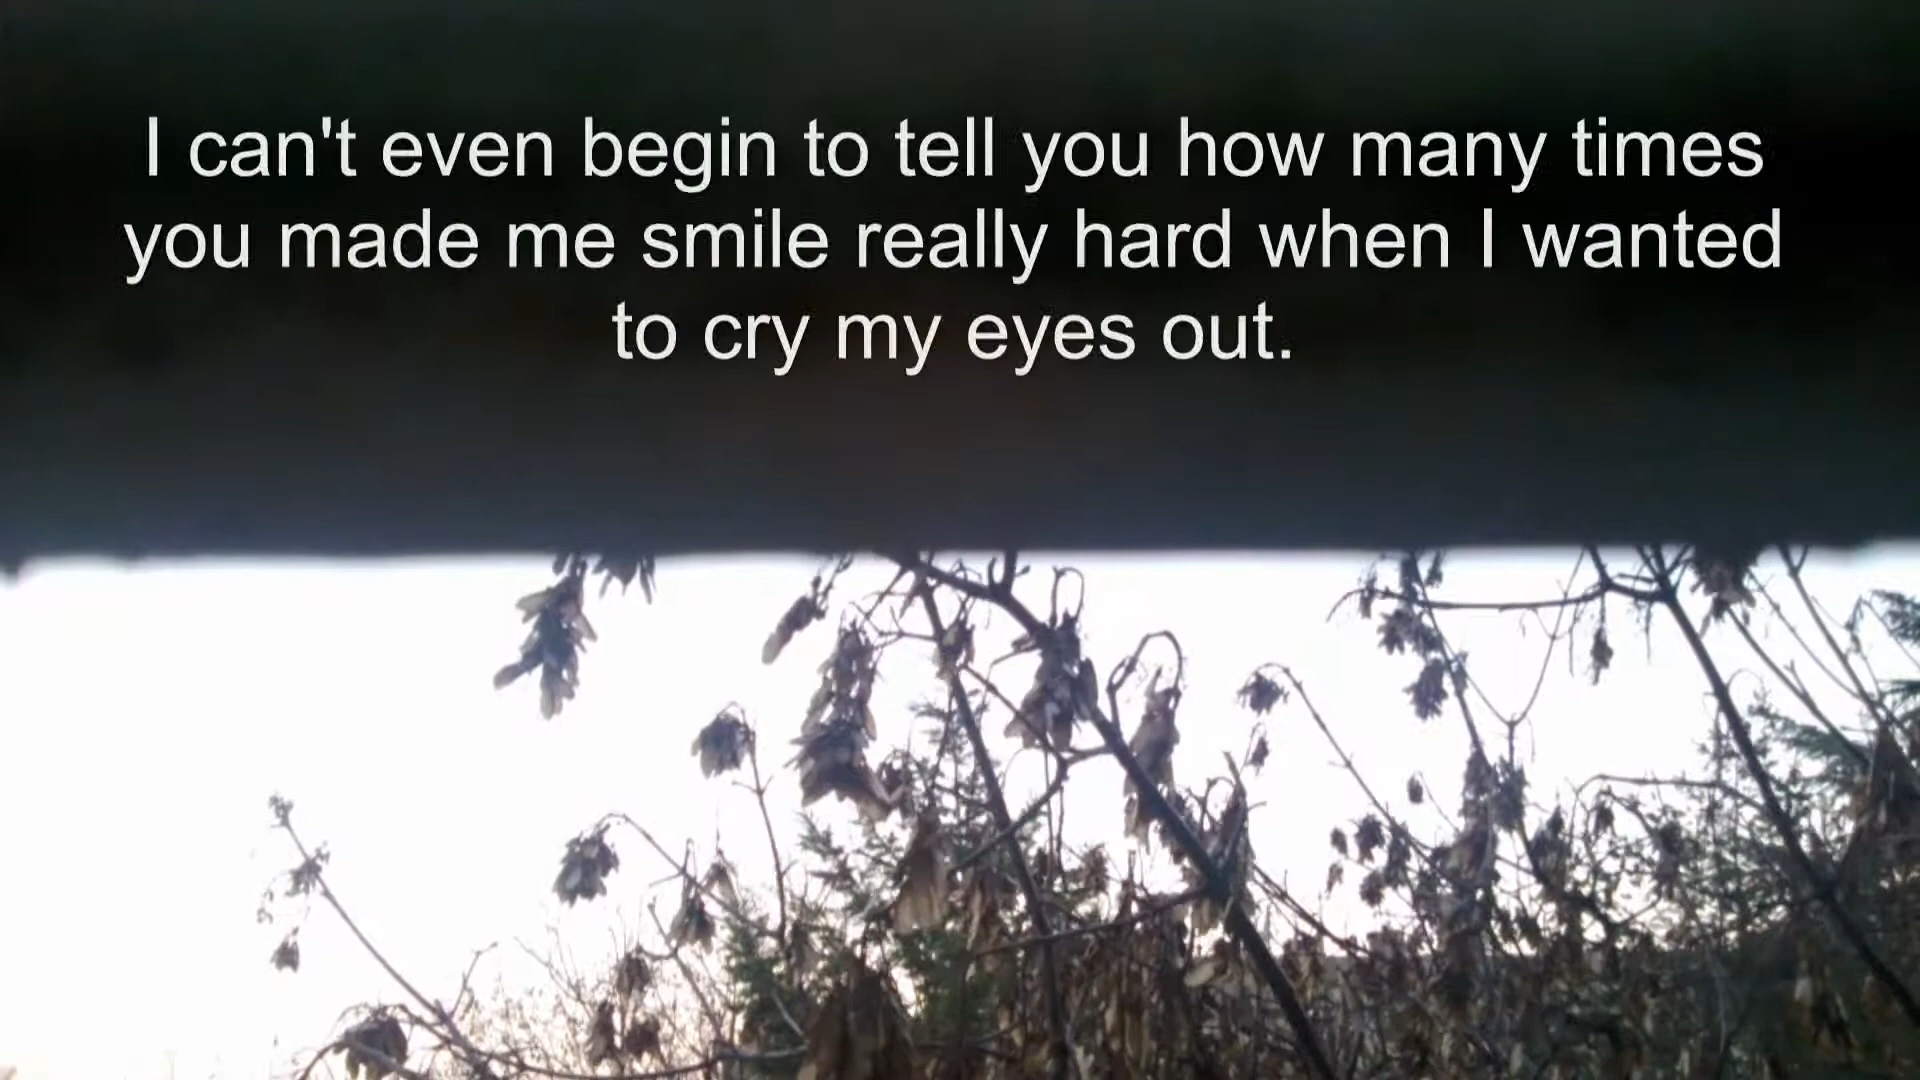 I can't even begin to tell you how many times
you made me smile really hard when I wanted
to cry my eyes out.